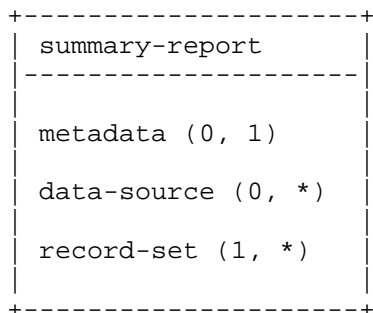 +---------------------+
| summary-report      |
|---------------------|
|                     |
| metadata (0, 1)     |
|                     |
| data-source (0, *)  |
|                     |
| record-set (1, *)   |
|                     |
+---------------------+